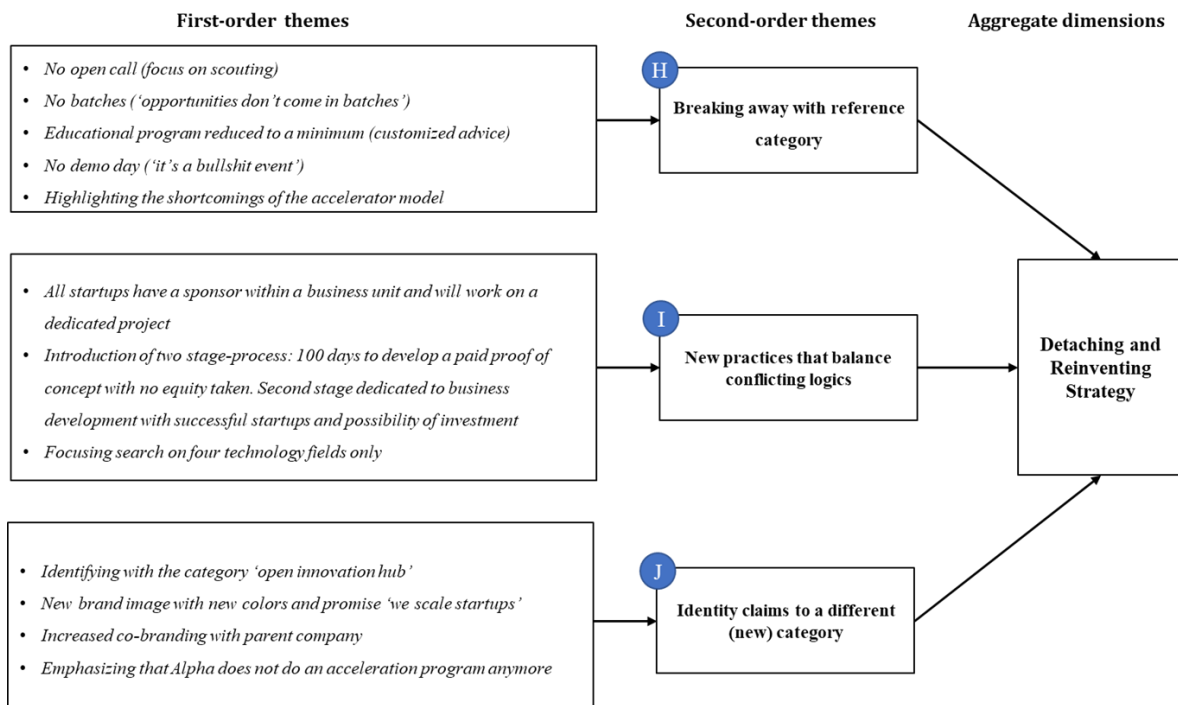 First-order themes
Second-order themes
Aggregate dimensions
• No open call (focus on scouting)
• No batches (‘opportunities don’t come in batches’)
• Educational program reduced to a minimum (customized advice)
• No demo day (‘it’s a bullshit event’)
• Highlighting the shortcomings of the accelerator model
H
Breaking away with reference
category
• All startups have a sponsor within a business unit and will work on a
dedicated project
• Introduction of two stage-process: 100 days to develop a paid proof of
concept with no equity taken. Second stage dedicated to business
development with successful startups and possibility of investment
• Focusing search on four technology fields only
I
New practices that balance
conflicting logics
Detaching and
Reinventing
Strategy
• Identifying with the category ‘open innovation hub’
• New brand image with new colors and promise ‘we scale startups’
• Increased co-branding with parent company
• Emphasizing that Alpha does not do an acceleration program anymore
J
Identity claims to a different
(new) category